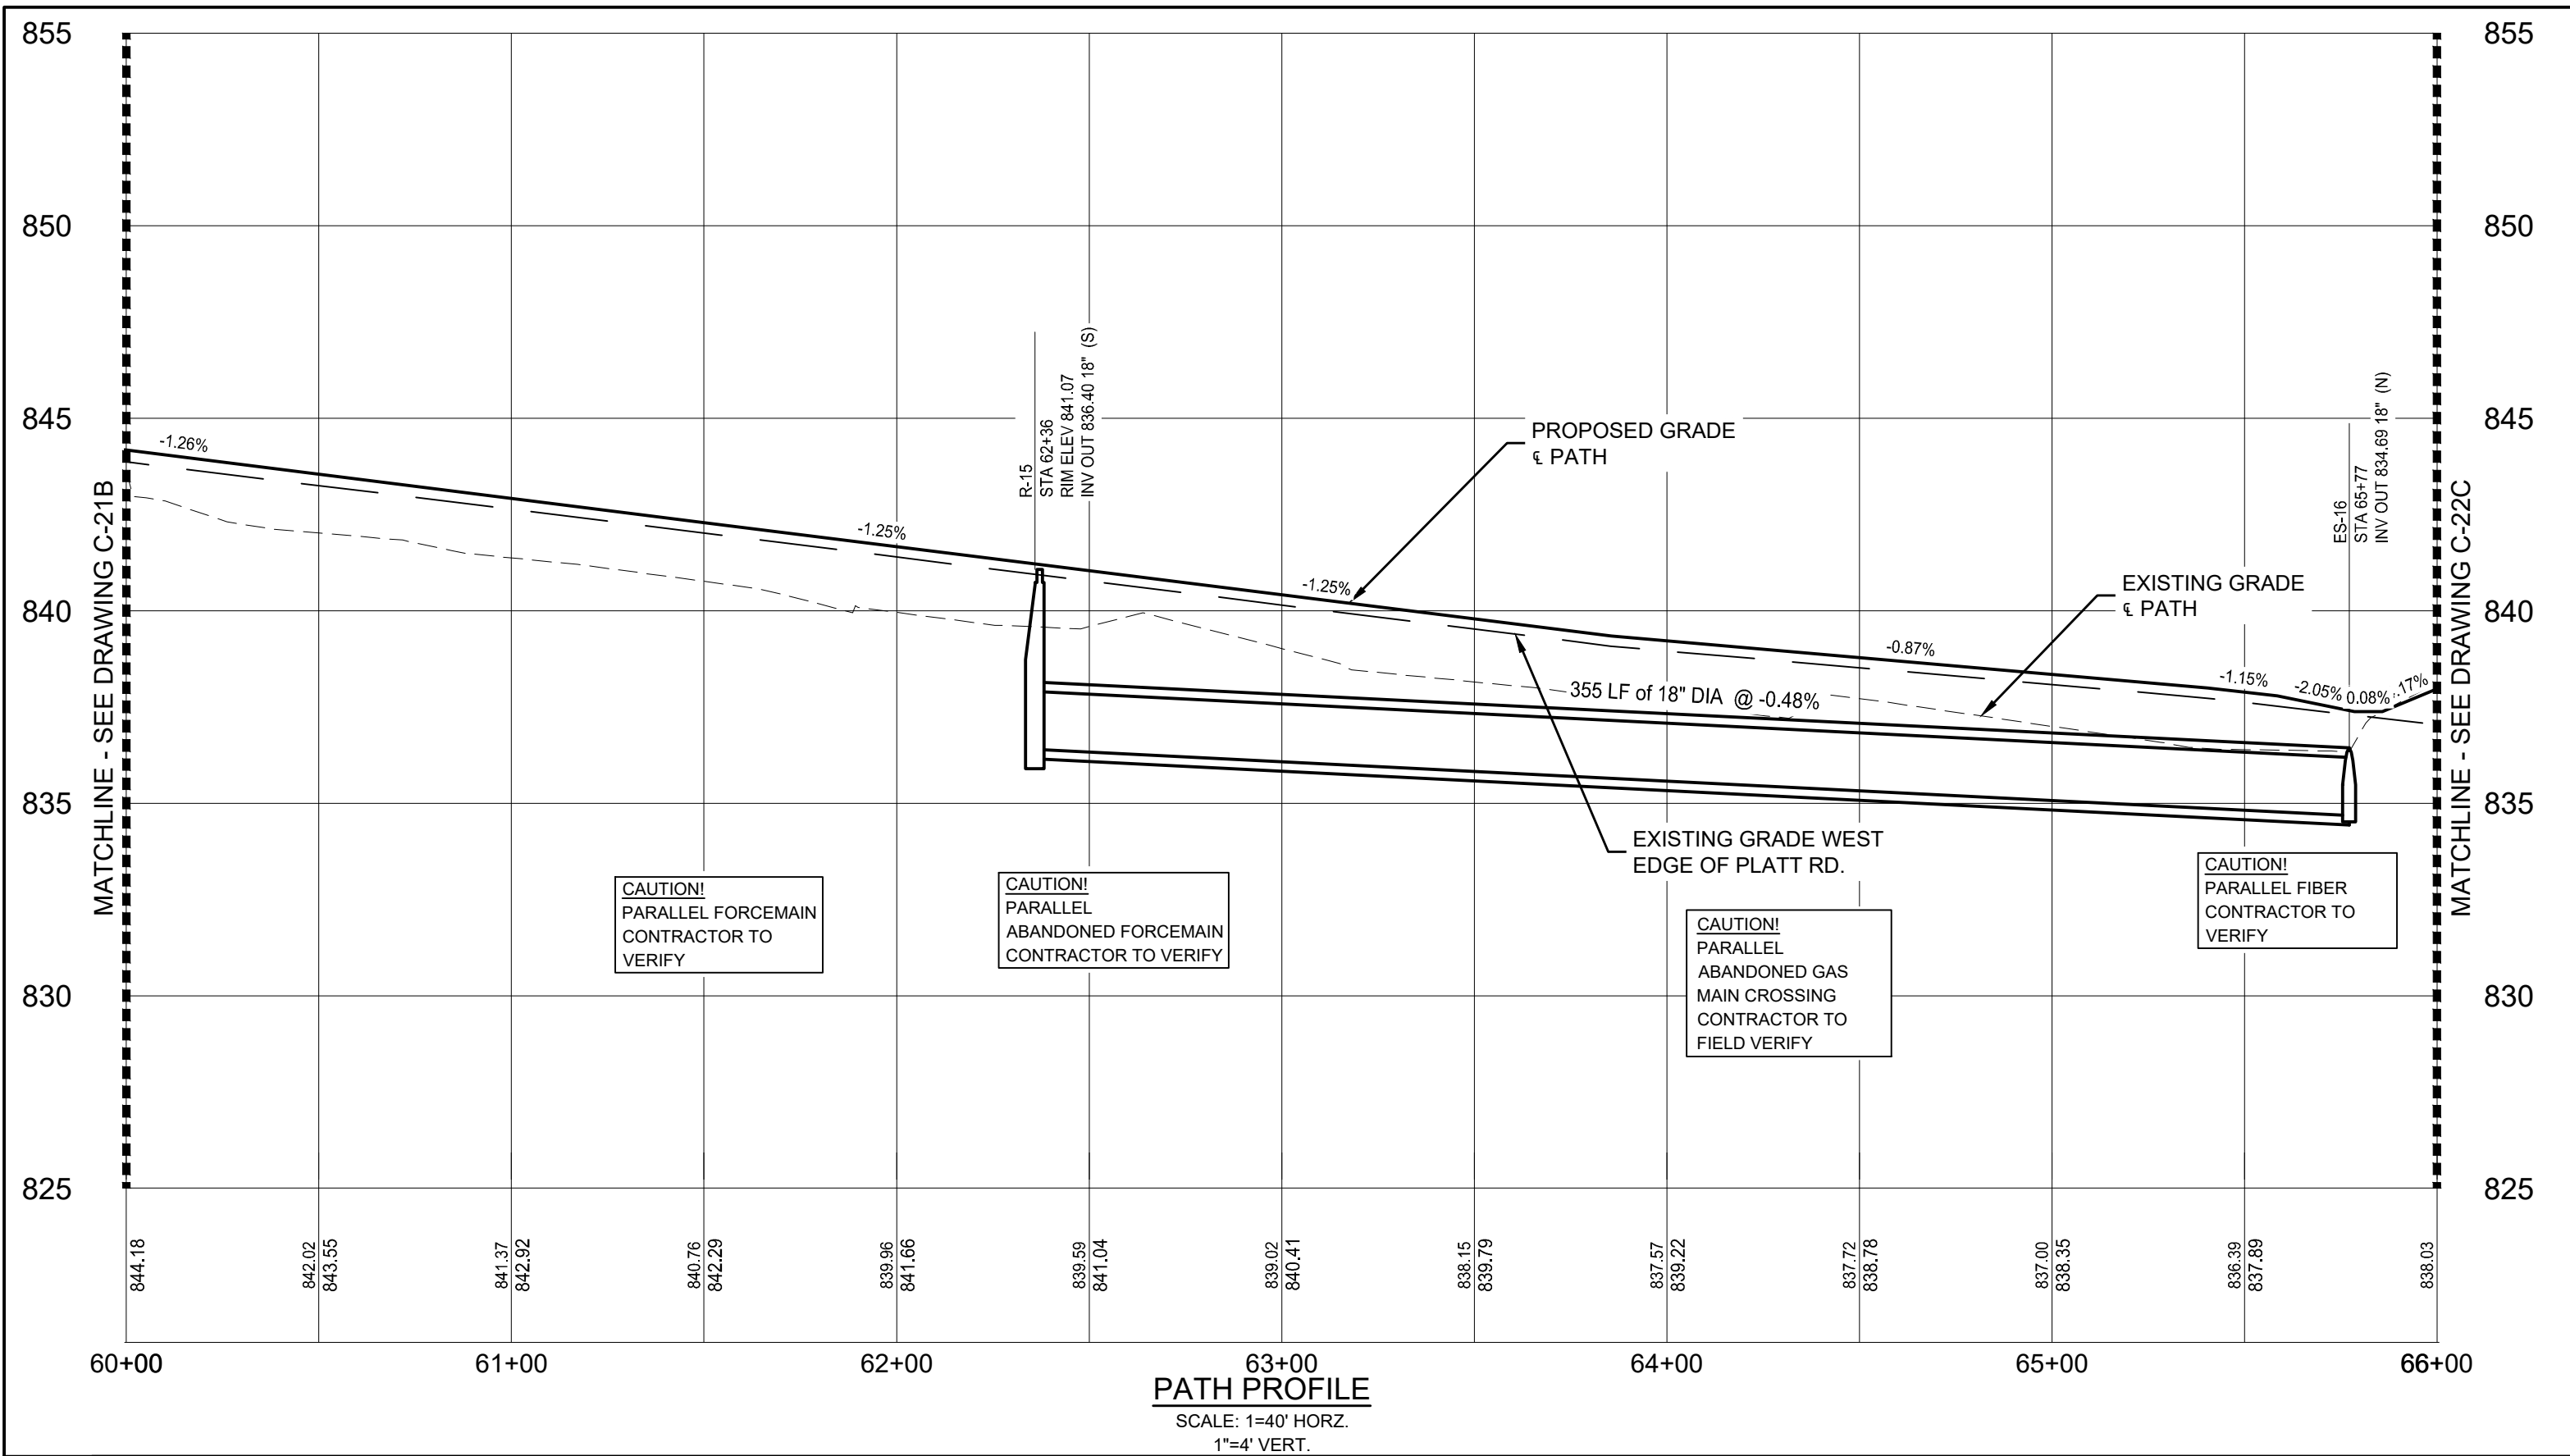 855
855
850
850
845
845
840
840
835
835
830
830
825
825
MATCHLINE - SEE DRAWING C-21B
MATCHLINE - SEE DRAWING C-22C
-1.26%
-1.25%
-1.25%
-0.87%
-1.15%
-2.05%
0.08%
.17%
R-15
STA 62+36
RIM ELEV 841.07
INV OUT 836.40 18" (S)
PROPOSED GRADE
℄ PATH
ES-16
STA 65+77
INV OUT 834.69 18" (N)
EXISTING GRADE
℄ PATH
355 LF of 18" DIA @ -0.48%
EXISTING GRADE WEST
EDGE OF PLATT RD.
CAUTION!
PARALLEL FORCEMAIN
CONTRACTOR TO
VERIFY
CAUTION!
PARALLEL
ABANDONED FORCEMAIN
CONTRACTOR TO VERIFY
CAUTION!
PARALLEL
ABANDONED GAS
MAIN CROSSING
CONTRACTOR TO
FIELD VERIFY
CAUTION!
PARALLEL FIBER
CONTRACTOR TO
VERIFY
844.18
842.02
843.55
841.37
842.92
840.76
842.29
839.96
841.66
839.59
841.04
839.02
840.41
838.15
839.79
837.57
839.22
837.72
838.78
837.00
838.35
836.39
837.89
838.03
60+00
61+00
62+00
63+00
64+00
65+00
66+00
PATH PROFILE
SCALE: 1=40' HORZ.
1"=4' VERT.